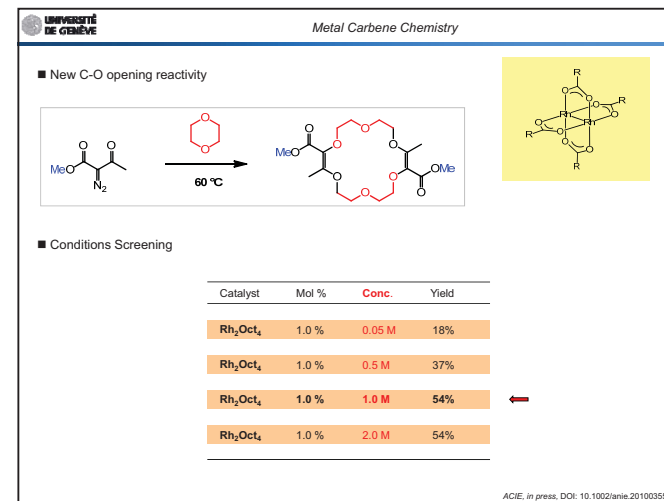 UNIVERSITÉ
DE GENÈVE
Metal Carbene Chemistry
■ New C-O opening reactivity
O O
MeO
N2
O
O
60 ºC
O
MeO
O O O
O O O
OMe
O
R
O O
Rh Rh
R
O O
R
O O
O O
R
■ Conditions Screening
Catalyst Mol % Conc. Yield
Rh2Oct4 1.0 % 0.05 M 18%
Rh2Oct4 1.0 % 0.5 M 37%
Rh2Oct4 1.0 % 1.0 M 54%
Rh2Oct4 1.0 % 2.0 M 54%
ACIE, in press, DOI: 10.1002/anie.20100355